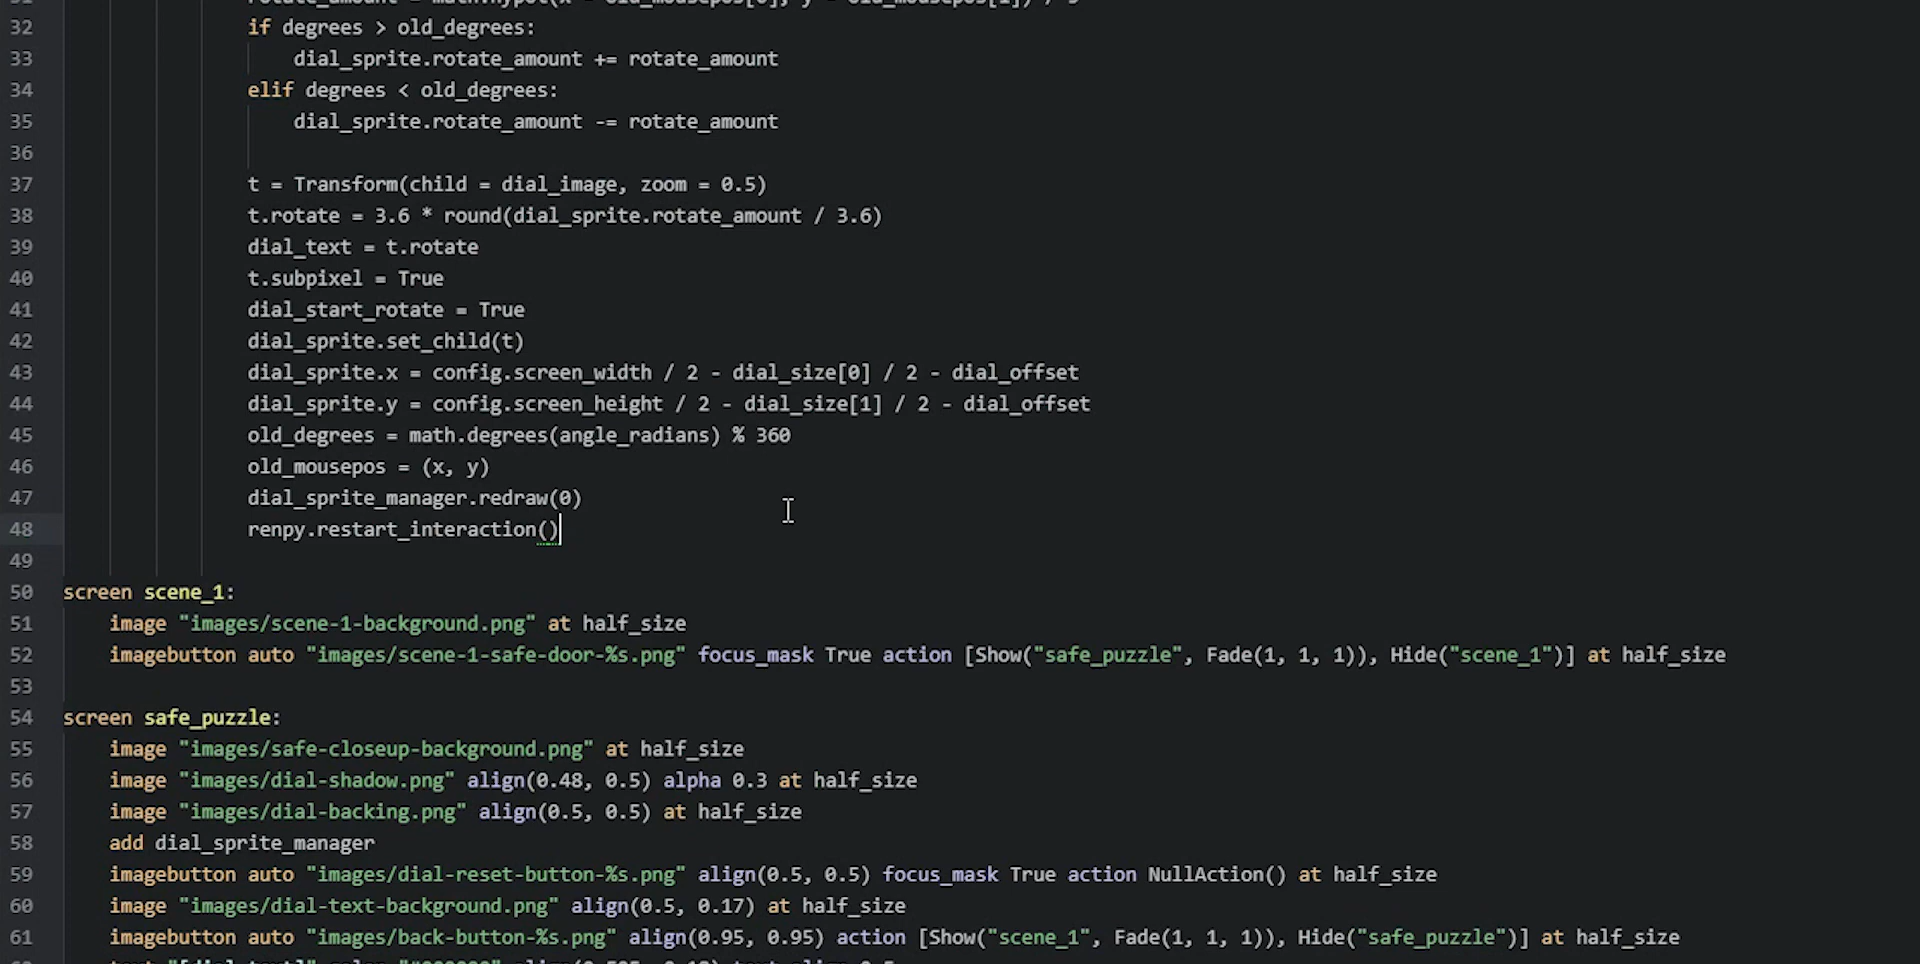 32 if degrees > old_degrees:
33 dial_sprite.rotate_amount += rotate_amount
34 elif degrees < old_degrees:
35 dial_sprite.rotate_amount -= rotate_amount
36
37 t = Transform(child = dial_image, zoom = 0.5)
38 t.rotate = 3.6 * round(dial_sprite.rotate_amount / 3.6)
39 dial_text = t.rotate
40 t.subpixel = True
41 dial_start_rotate = True
42 dial_sprite.set_child(t)
43 dial_sprite.x = config.screen_width / 2 - dial_size[0] / 2 - dial_offset
44 dial_sprite.y = config.screen_height / 2 - dial_size[1] / 2 - dial_offset
45 old_degrees = math.degrees(angle_radians) % 360
46 old_mousepos = (x, y)
47 dial_sprite_manager.redraw(0)
48 renpy.restart_interaction()
49
50 screen scene_1:
51 image "images/scene-1-background.png" at half_size
52 imagebutton auto "images/scene-1-safe-door-%s.png" focus_mask True action [Show("safe_puzzle", Fade(1, 1, 1)), Hide("scene_1")] at half_size
53
54 screen safe_puzzle:
55 image "images/safe-closeup-background.png" at half_size
56 image "images/dial-shadow.png" align(0.48, 0.5) alpha 0.3 at half_size
57 image "images/dial-backing.png" align(0.5, 0.5) at half_size
58 add dial_sprite_manager
59 imagebutton auto "images/dial-reset-button-%s.png" align(0.5, 0.5) focus_mask True action NullAction() at half_size
60 image "images/dial-text-background.png" align(0.5, 0.17) at half_size
61 imagebutton auto "images/back-button-%s.png" align(0.95, 0.95) action [Show("scene_1", Fade(1, 1, 1)), Hide("safe_puzzle")] at half_size